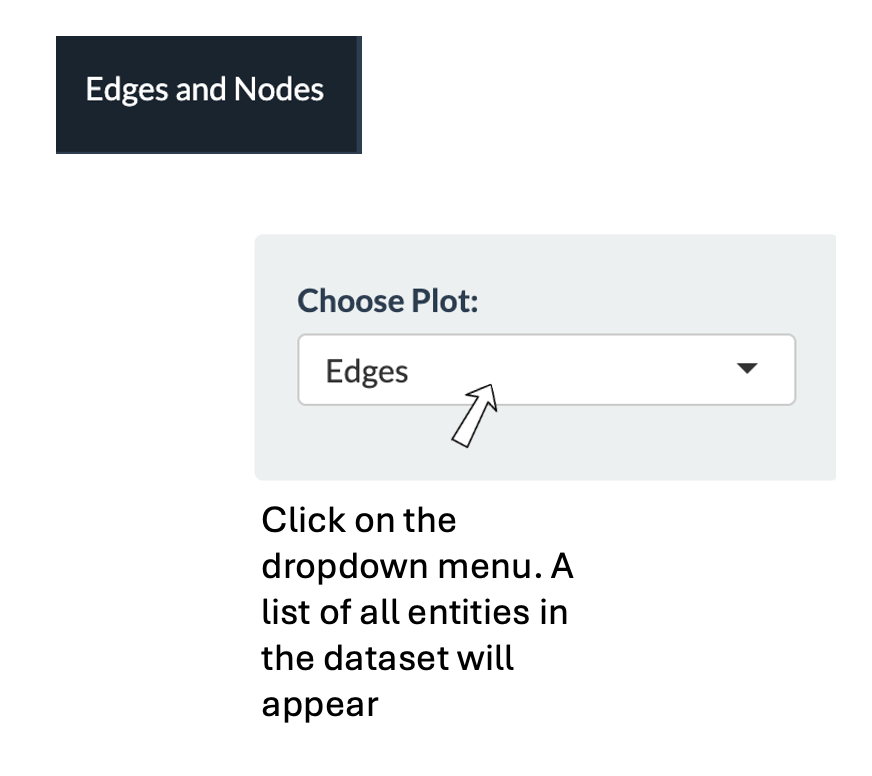 Edges and Nodes
Choose Plot:
Edges
Click on the
dropdown menu. A
list of all entities in
the dataset will
appear